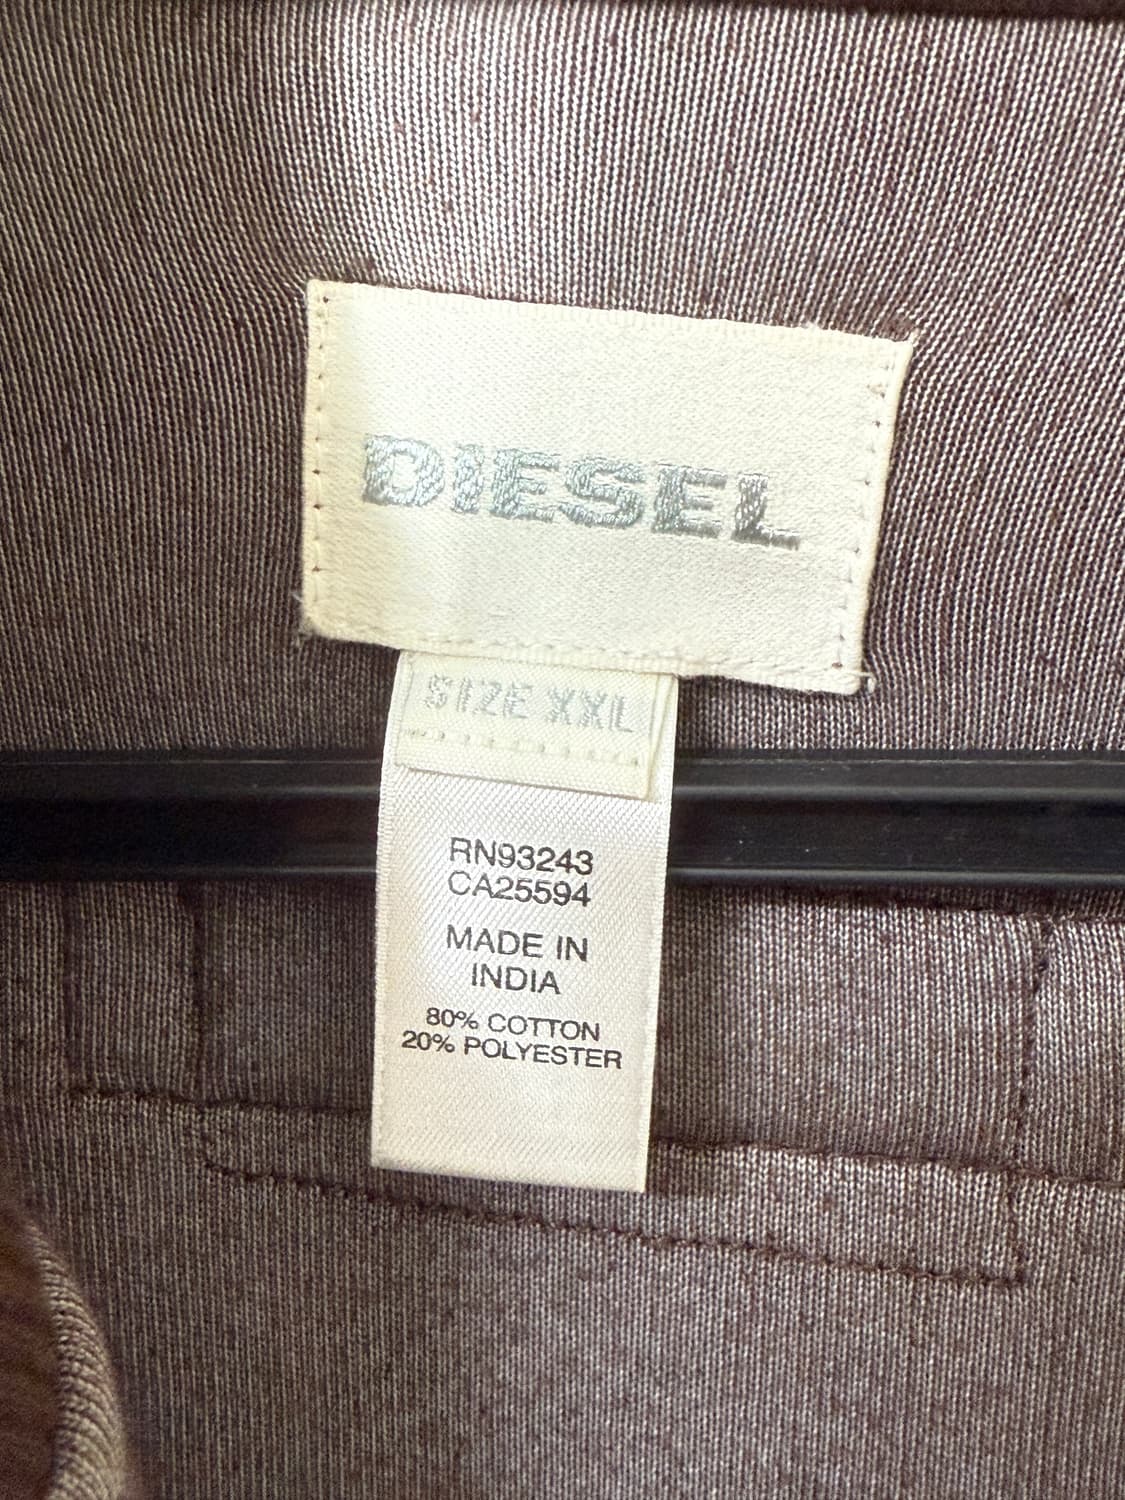 DIESEL
SIZE XXL
RN93243
CA25594
MADE IN
INDIA
80% COTTON
20% POLYESTER